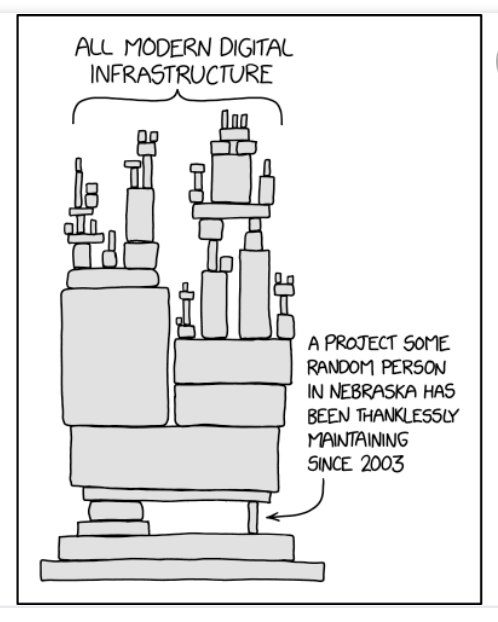 ALL MODERN DIGITAL
INFRASTRUCTURE
A PROJECT SOME
RANDOM PERSON
IN NEBRASKA HAS
BEEN THANKLESSLY
MAINTAINING
SINCE 2003